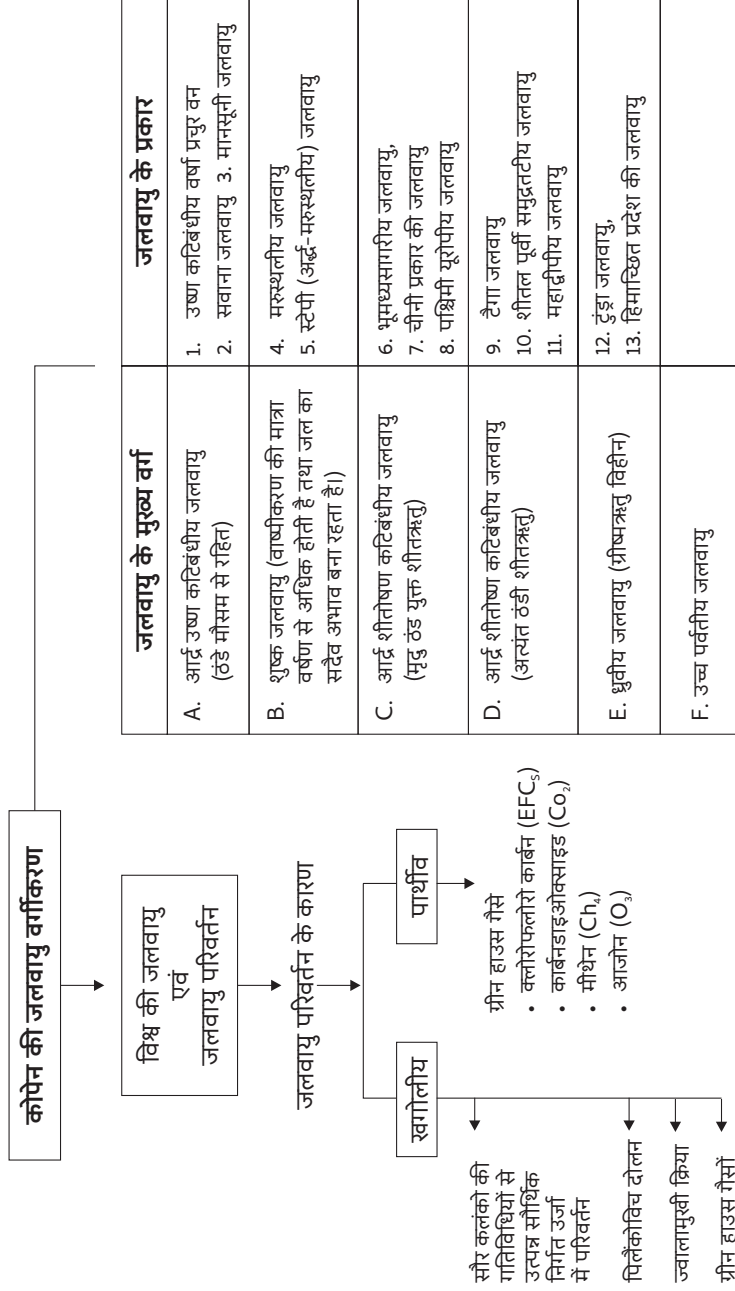 कोपेन की जलवायु वर्गीकरण
विश्व की जलवायु
एवं
जलवायु परिवर्तन
जलवायु परिवर्तन के कारण
खगोलीय
पार्थीव
सौर कलंको की
गतिविधियों से
उत्पन्न सौर्थिक
निर्गत उर्जा
में परिवर्तन
पिलैंकोविच दोलन
ज्वालामुखी क्रिया
ग्रीन हाउस गैसों
ग्रीन हाउस गैसे
• क्लोरोफलोरो कार्बन (EFCs)
• कार्बनडाइओक्साइड (Co₂)
• मीथेन (Ch₄)
• आजोन (O₃)
जलवायु के मुख्य वर्ग
जलवायु के प्रकार
A. आर्द्र उष्ण कटिबंधीय जलवायु
(ठंडे मौसम से रहित)
1. उष्ण कटिबंधीय वर्षा प्रचुर वन
2. सवाना जलवायु 3. मानसूनी जलवायु
B. शुष्क जलवायु (वाष्पीकरण की मात्रा
वर्षण से अधिक होती है तथा जल का
सदैव अभाव बना रहता है।)
4. मरुस्थलीय जलवायु
5. स्टेपी (अर्द्ध-मरुस्थलीय) जलवायु
C. आर्द्र शीतोषण कटिबंधीय जलवायु
(मृदु ठंड युक्त शीतऋतु)
6. भूमध्यसागरीय जलवायु,
7. चीनी प्रकार की जलवायु
8. पश्चिमी यूरोपीय जलवायु
D. आर्द्र शीतोष्ण कटिबंधीय जलवायु
(अत्यंत ठंडी शीतऋतु)
9. टैगा जलवायु
10. शीतल पूर्वी समुद्रतटीय जलवायु
11. महाद्वीपीय जलवायु
E. ध्रुवीय जलवायु (ग्रीष्मऋतु विहीन)
12. टुंड्रा जलवायु,
13. हिमाच्छित प्रदेश की जलवायु
F. उच्च पर्वतीय जलवायु